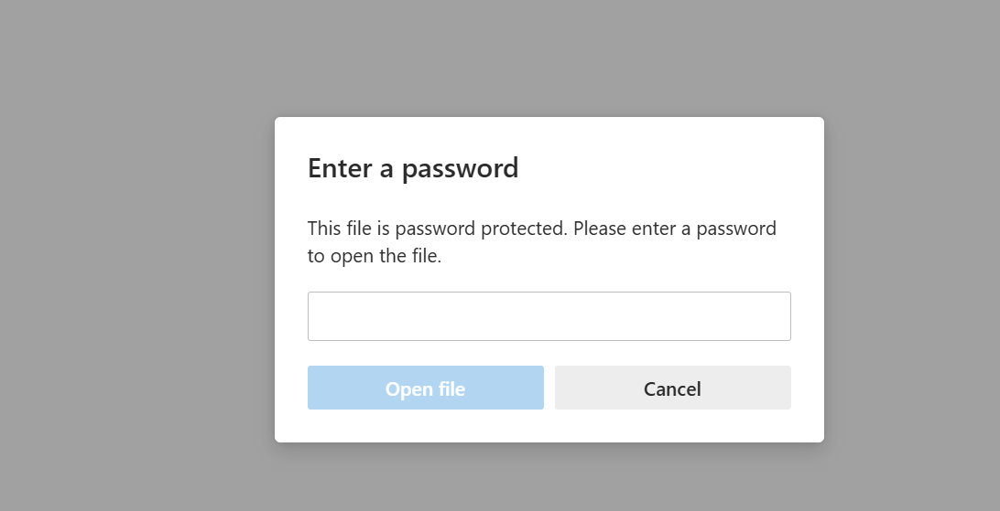 Enter a password
This file is password protected. Please enter a password
to open the file.
Open file
Cancel